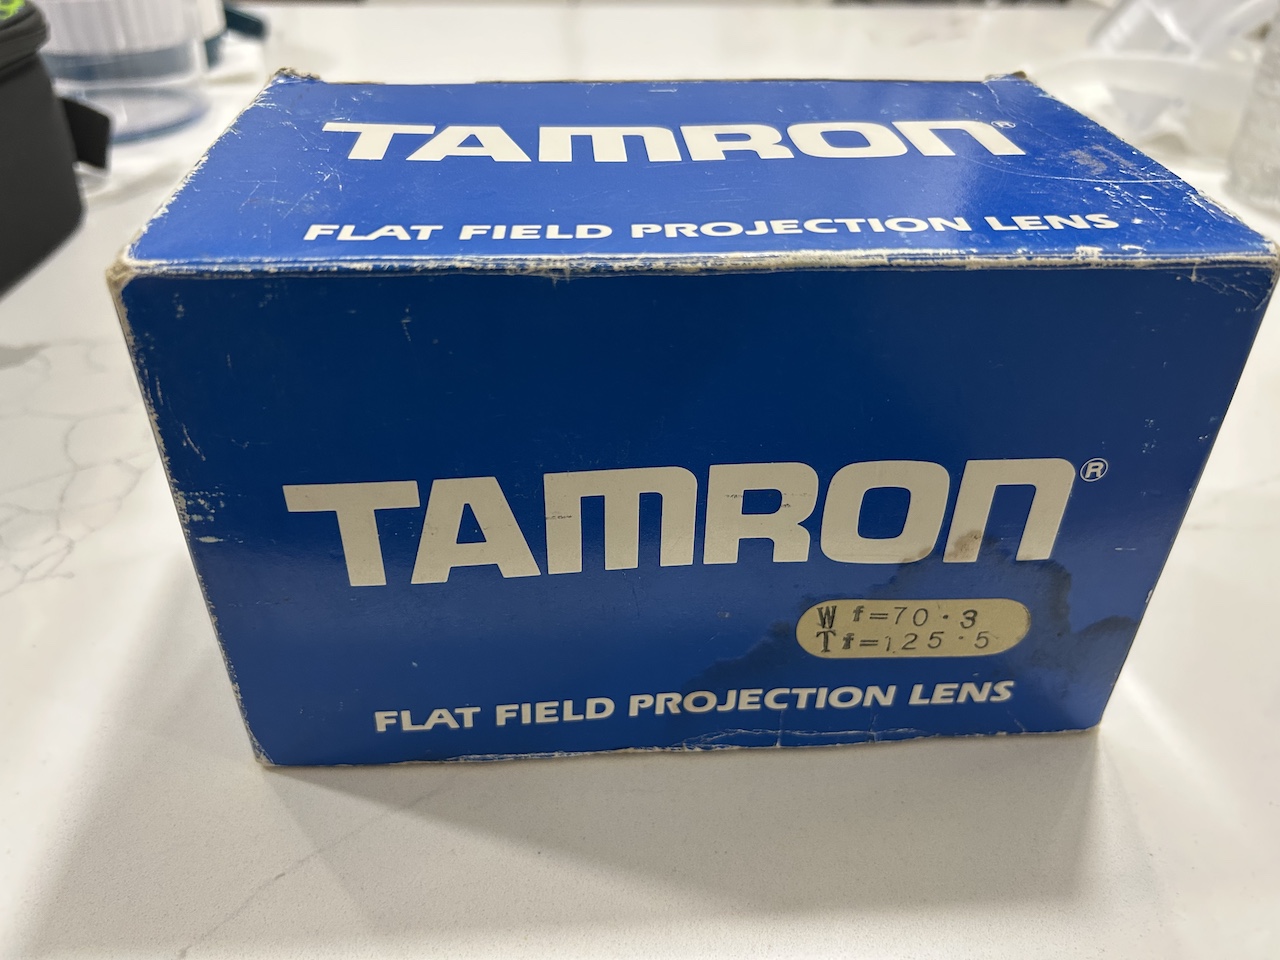 TAMRON®
FLAT FIELD PROJECTION LENS
TAMRON®
W f=70.3
T f=125.5
FLAT FIELD PROJECTION LENS